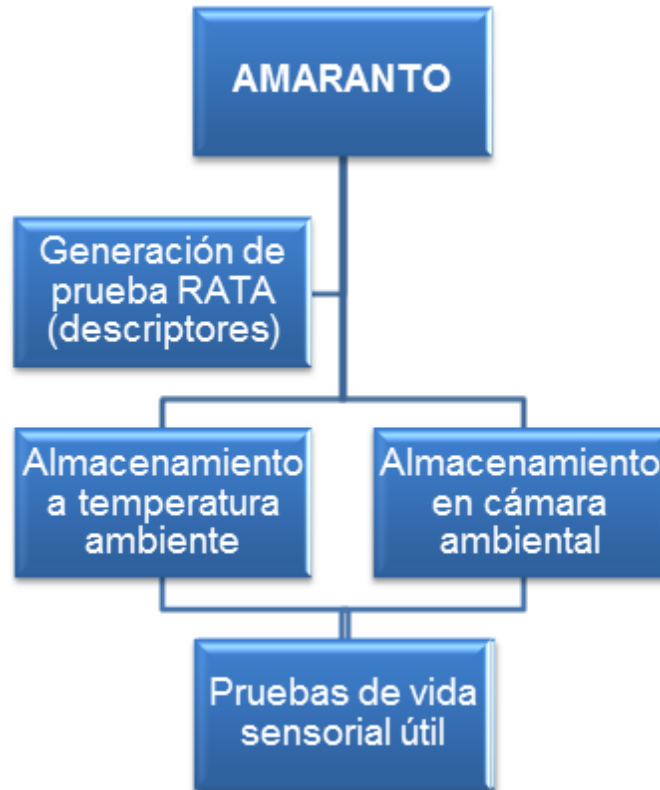 AMARANTO
Generación de
prueba RATA
(descriptores)
Almacenamiento
a temperatura
ambiente
Almacenamiento
en cámara
ambiental
Pruebas de vida
sensorial útil